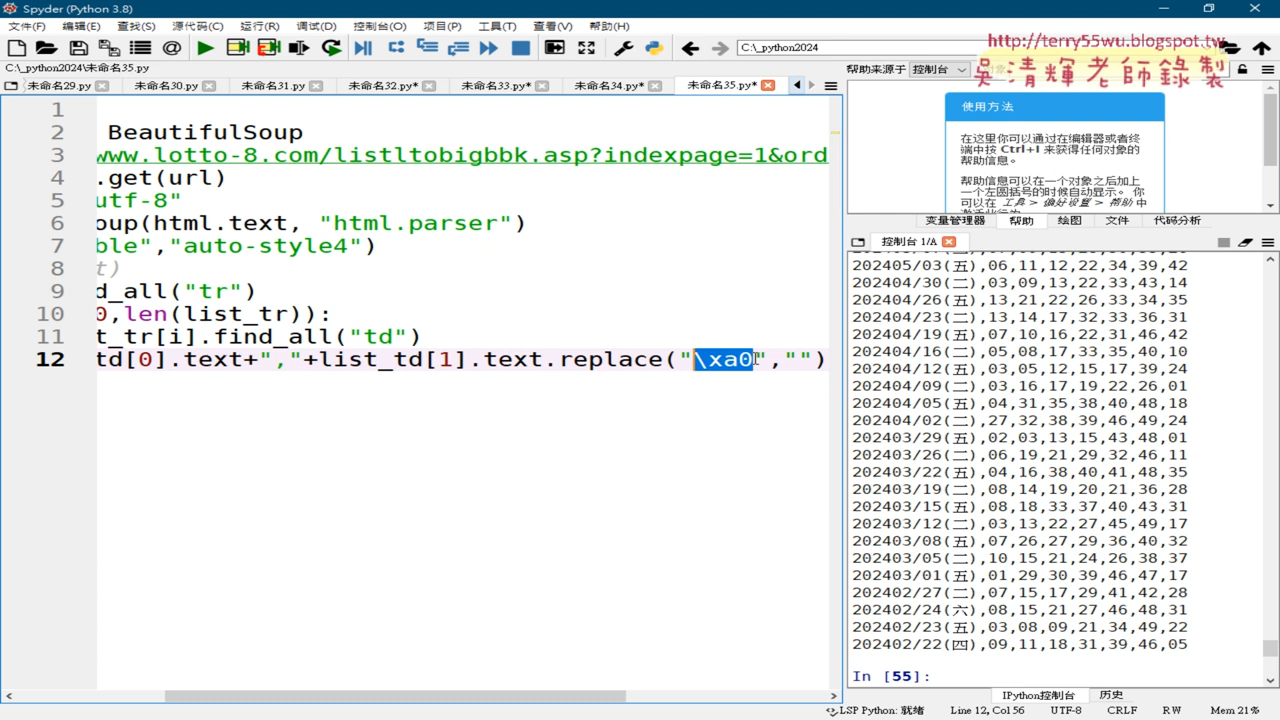 Spyder (Python 3.8)
文件(F) 编辑(E) 查找(S) 源代码(C) 运行(R) 调试(D) 控制台(O) 项目(P) 工具(T) 查看(V) 帮助(H)
C:\_python2024
http://terry55wu.blogspot.tw
吳清輝老師錄製
C:\_python2024\未命名35.py
未命名29.py 未命名30.py 未命名31.py 未命名32.py* 未命名33.py* 未命名34.py* 未命名35.py*
帮助来源于 控制台
1
2 BeautifulSoup
3 www.lotto-8.com/listltobigbbk.asp?indexpage=1&ord
4 .get(url)
5 utf-8"
6 oup(html.text, "html.parser")
7 ble","auto-style4")
8 t)
9 d_all("tr")
10 0,len(list_tr)):
11 t_tr[i].find_all("td")
12 td[0].text+","+list_td[1].text.replace("\xa0","")
使用方法
在这里你可以通过在编辑器或者终
端中按 Ctrl+I 来获得任何对象的
帮助信息。
帮助信息可以在一个对象之后加上
一个左圆括号的时候自动显示。 你
可以在 工具 > 偏好设置 > 帮助 中
变量管理器 帮助 绘图 文件 代码分析
控制台 1/A
202405/03(五),06,11,12,22,34,39,42
202404/30(二),03,09,13,22,33,43,14
202404/26(五),13,21,22,26,33,34,35
202404/23(二),13,14,17,32,33,36,31
202404/19(五),07,10,16,22,31,46,42
202404/16(二),05,08,17,33,35,40,10
202404/12(五),03,05,12,15,17,39,24
202404/09(二),03,16,17,19,22,26,01
202404/05(五),04,31,35,38,40,48,18
202404/02(二),27,32,38,39,46,49,24
202403/29(五),02,03,13,15,43,48,01
202403/26(二),06,19,21,29,32,46,11
202403/22(五),04,16,38,40,41,48,35
202403/19(二),08,14,19,20,21,36,28
202403/15(五),08,18,33,37,40,43,31
202403/12(二),03,13,22,27,45,49,17
202403/08(五),07,26,27,29,36,40,32
202403/05(二),10,15,21,24,26,38,37
202403/01(五),01,29,30,39,46,47,17
202402/27(二),07,15,17,29,41,42,28
202402/24(六),08,15,21,27,46,48,31
202402/23(五),03,08,09,21,34,49,22
202402/22(四),09,11,18,31,39,46,05
In [55]:
IPython控制台 历史
LSP Python: 就绪 Line 12, Col 56 UTF-8 CRLF RW Mem 21%